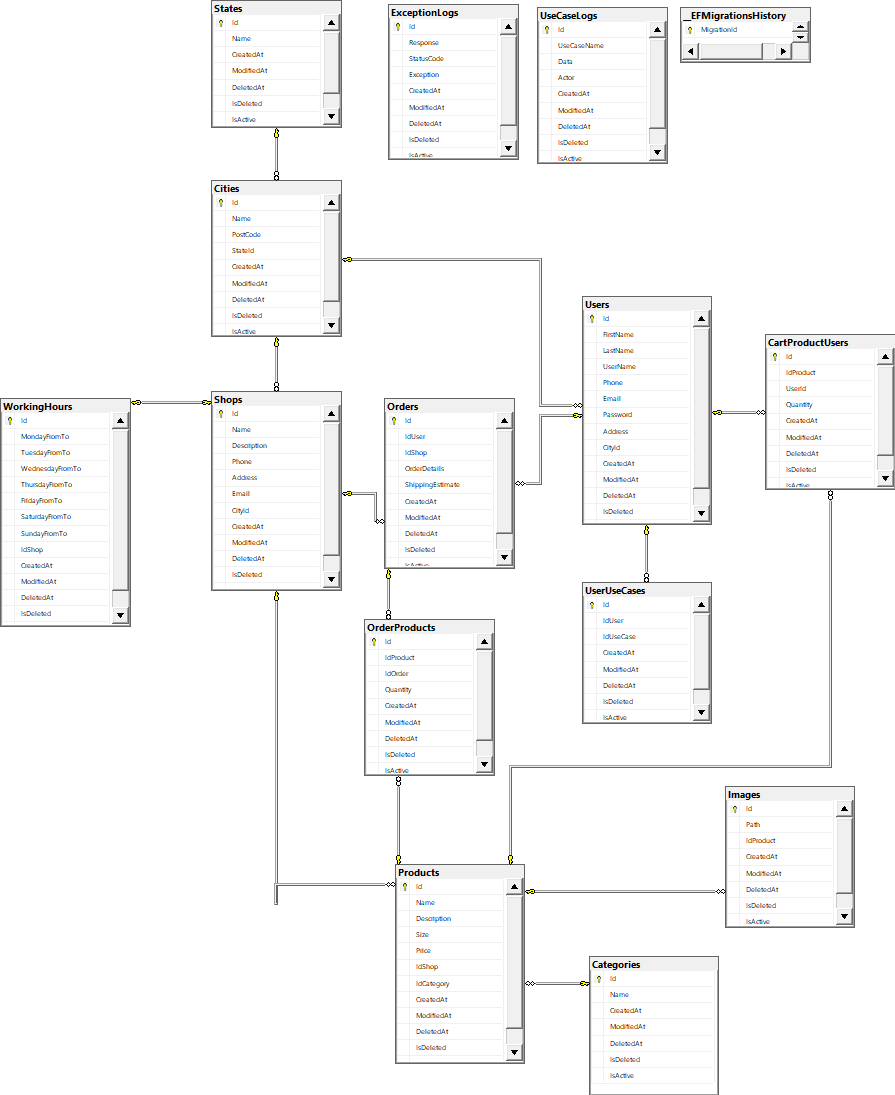 States
Id
Name
CreatedAt
ModifiedAt
DeletedAt
IsDeleted
IsActive
ExceptionLogs
Id
Response
StatusCode
Exception
CreatedAt
ModifiedAt
DeletedAt
IsDeleted
IsActive
UseCaseLogs
Id
UseCaseName
Data
Actor
CreatedAt
ModifiedAt
DeletedAt
IsDeleted
IsActive
__EFMigrationsHistory
MigrationId
Cities
Id
Name
PostCode
StateId
CreatedAt
ModifiedAt
DeletedAt
IsDeleted
IsActive
Users
Id
FirstName
LastName
UserName
Phone
Email
Password
Address
CityId
CreatedAt
ModifiedAt
DeletedAt
IsDeleted
CartProductUsers
Id
IdProduct
UserId
Quantity
CreatedAt
ModifiedAt
DeletedAt
IsDeleted
IsActive
WorkingHours
Id
MondayFromTo
TuesdayFromTo
WednesdayFromTo
ThursdayFromTo
FridayFromTo
SaturdayFromTo
SundayFromTo
IdShop
CreatedAt
ModifiedAt
DeletedAt
IsDeleted
Shops
Id
Name
Description
Phone
Address
Email
CityId
CreatedAt
ModifiedAt
DeletedAt
IsDeleted
Orders
Id
IdUser
IdShop
OrderDetails
ShippingEstimate
CreatedAt
ModifiedAt
DeletedAt
IsDeleted
IsActive
UserUseCases
Id
IdUser
IdUseCase
CreatedAt
ModifiedAt
DeletedAt
IsDeleted
IsActive
OrderProducts
Id
IdProduct
IdOrder
Quantity
CreatedAt
ModifiedAt
DeletedAt
IsDeleted
IsActive
Images
Id
Path
IdProduct
CreatedAt
ModifiedAt
DeletedAt
IsDeleted
IsActive
Products
Id
Name
Description
Size
Price
IdShop
IdCategory
CreatedAt
ModifiedAt
DeletedAt
IsDeleted
Categories
Id
Name
CreatedAt
ModifiedAt
DeletedAt
IsDeleted
IsActive